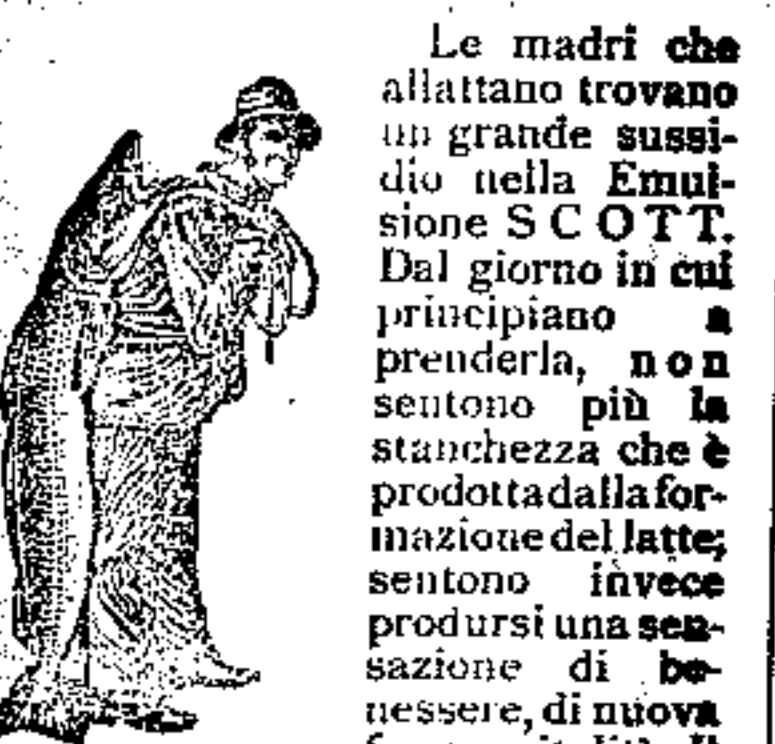 Le madri che
allattano trovano
un grande sussi-
dio nella Emul-
sione SCOTT.
Dal giorno in cui
principiano a
prenderla, non
sentono più la
stanchezza che è
prodotta dalla for-
mazione del latte;
sentono invece
prodursi una sen-
sazione di be-
nessere, di nuova